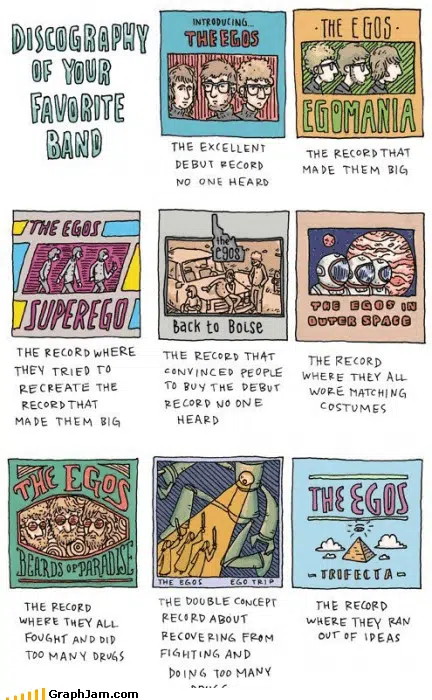 DISCOGRAPHY
OF YOUR
FAVORITE
BAND
INTRODUCING...
THE EGOS
THE EXCELLENT
DEBUT RECORD
NO ONE HEARD
·THE EGOS·
EGOMANIA
THE RECORD THAT
MADE THEM BIG
THE EGOS
SUPEREGO
THE RECORD WHERE
THEY TRIED TO
RECREATE THE
RECORD THAT
MADE THEM BIG
the
egos
Back to Boise
THE RECORD THAT
CONVINCED PEOPLE
TO BUY THE DEBUT
RECORD NO ONE
HEARD
THE EGOS IN
OUTER SPACE
THE RECORD
WHERE THEY ALL
WORE MATCHING
COSTUMES
THE EGOS
BEARDS OF PARADISE
THE RECORD
WHERE THEY ALL
FOUGHT AND DID
TOO MANY DRUGS
THE EGOS EGO TRIP
THE DOUBLE CONCEPT
RECORD ABOUT
RECOVERING FROM
FIGHTING AND
DOING TOO MANY
THE EGOS
- TRIFECTA -
THE RECORD
WHERE THEY RAN
OUT OF IDEAS
GraphJam.com